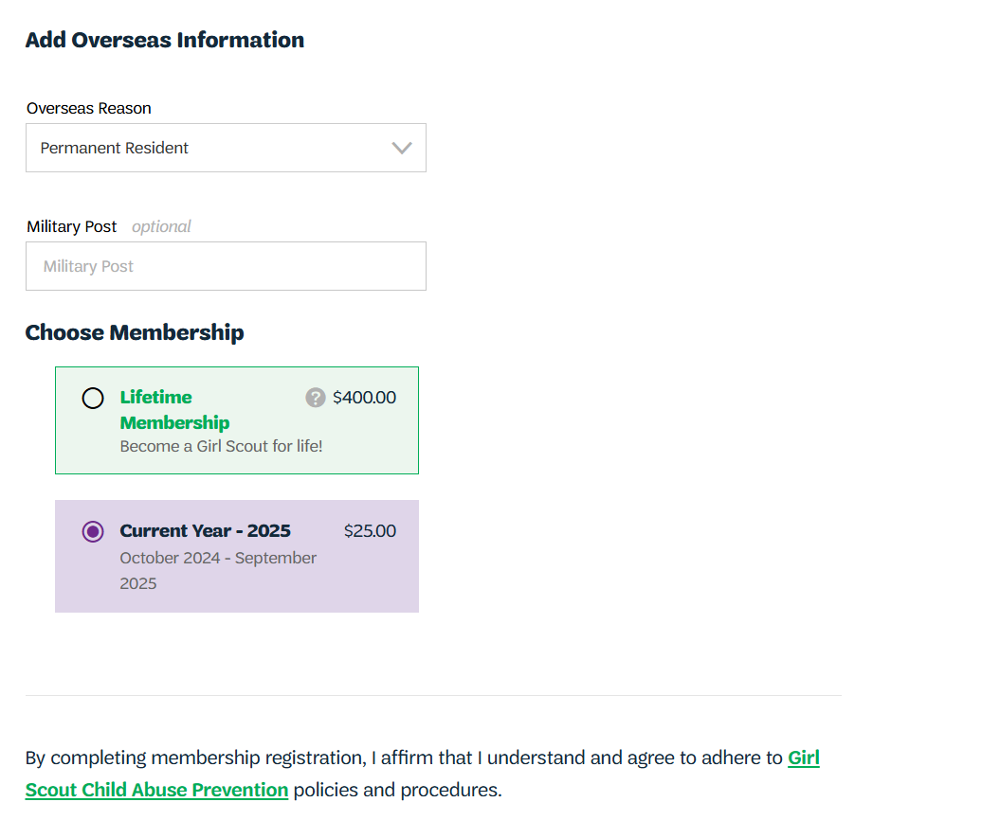 Add Overseas Information
Overseas Reason
Permanent Resident
Military Post optional
Military Post
Choose Membership
Lifetime ? $400.00
Membership
Become a Girl Scout for life!
Current Year - 2025 $25.00
October 2024 - September
2025
By completing membership registration, I affirm that I understand and agree to adhere to Girl
Scout Child Abuse Prevention policies and procedures.